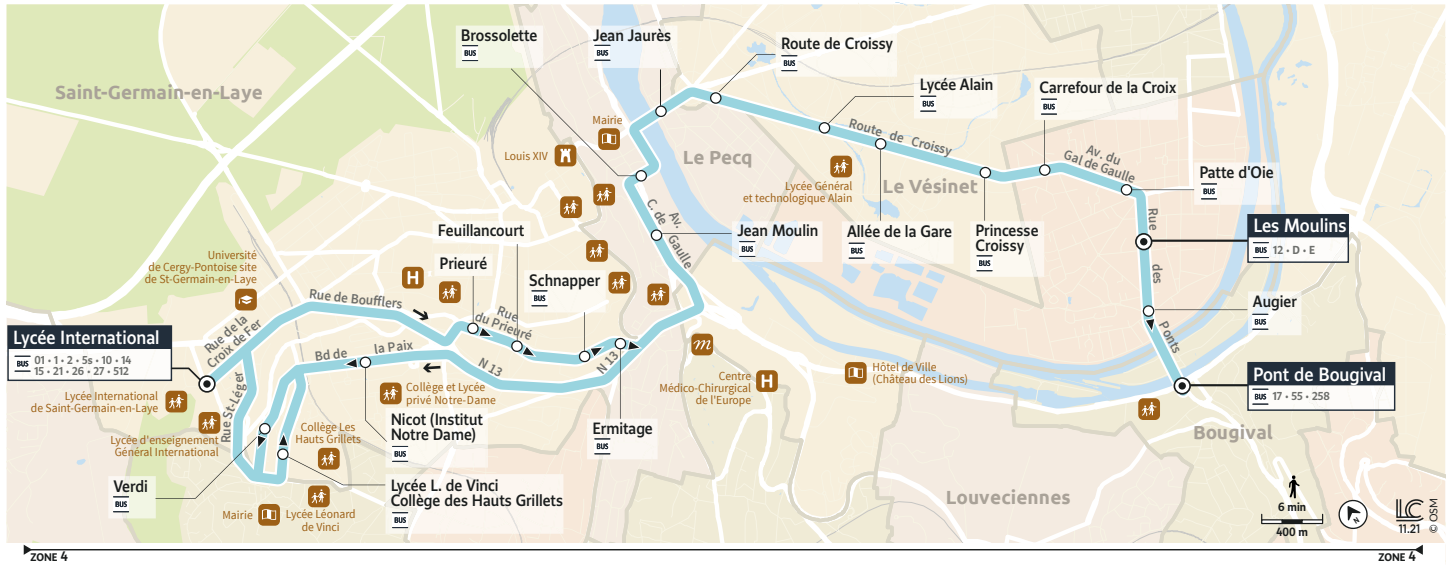 Brossolette
BUS
Jean Jaurès
BUS
Route de Croissy
BUS
Lycée Alain
BUS
Carrefour de la Croix
BUS
Saint-Germain-en-Laye
Mairie
Louis XIV
Le Pecq
Route de Croissy
Av. du
Gal de Gaulle
Lycée Général
et technologique Alain
Le Vésinet
Patte d'Oie
BUS
Av.
C. de Gaulle
Rue des Ponts
Feuillancourt
Jean Moulin
BUS
Allée de la Gare
BUS
Princesse
Croissy
BUS
Les Moulins
BUS 12 • D • E
Université
de Cergy-Pontoise site
de St-Germain-en-Laye
H
Prieuré
Schnapper
BUS
Rue de Boufflers
Rue
du Prieuré
Augier
BUS
Lycée International
BUS 01 • 1 • 2 • 5s • 10 • 14
15 • 21 • 26 • 27 • 512
Rue de la
Croix de Fer
Bd de la Paix
N 13
N 13
m
Centre
Médico-Chirurgical
de l'Europe
H
Hôtel de Ville
(Château des Lions)
Pont de Bougival
BUS 17 • 55 • 258
Lycée International
de Saint-Germain-en-Laye
Rue St-Léger
Collège et Lycée
privé Notre-Dame
Lycée d'enseignement
Général International
Collège Les
Hauts Grillets
Nicot (Institut
Notre Dame)
BUS
Ermitage
BUS
Bougival
Verdi
BUS
Lycée L. de Vinci
Collège des Hauts Grillets
BUS
Mairie
Lycée Léonard
de Vinci
Louveciennes
6 min
400 m
N
LC
11.21
© OSM
ZONE 4
ZONE 4